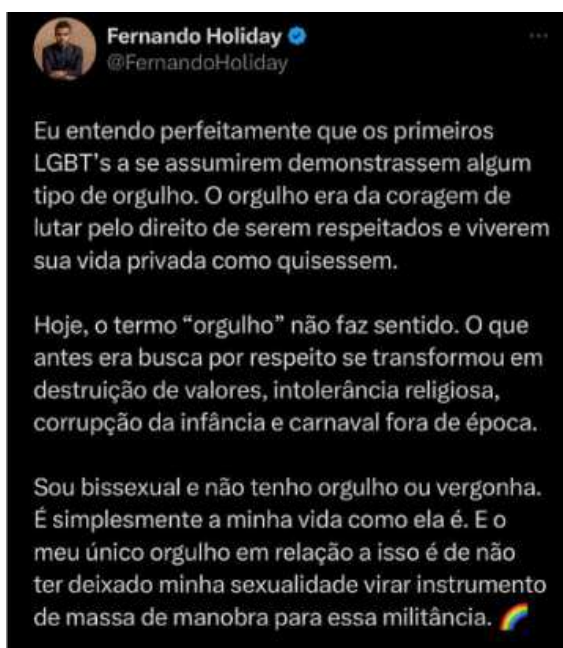 Fernando Holiday
@FernandoHoliday
Eu entendo perfeitamente que os primeiros
LGBT's a se assumirem demonstrassem algum
tipo de orgulho. O orgulho era da coragem de
lutar pelo direito de serem respeitados e viverem
sua vida privada como quisessem.
Hoje, o termo “orgulho” não faz sentido. O que
antes era busca por respeito se transformou em
destruição de valores, intolerância religiosa,
corrupção da infância e carnaval fora de época.
Sou bissexual e não tenho orgulho ou vergonha.
É simplesmente a minha vida como ela é. E o
meu único orgulho em relação a isso é de não
ter deixado minha sexualidade virar instrumento
de massa de manobra para essa militância. 🌈